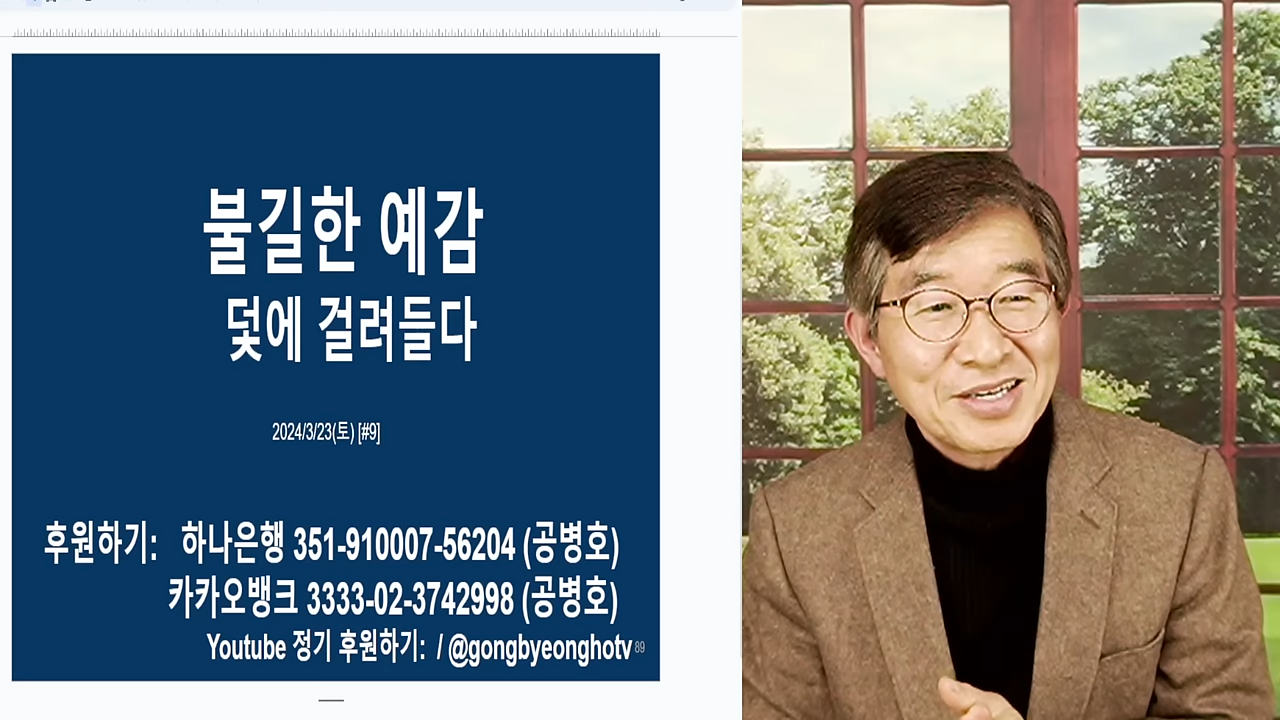 불길한 예감
덫에 걸려들다
2024/3/23(토) [#9]
후원하기: 하나은행 351-910007-56204 (공병호)
카카오뱅크 3333-02-3742998 (공병호)
Youtube 정기 후원하기: / @gongbyeonghotv
89